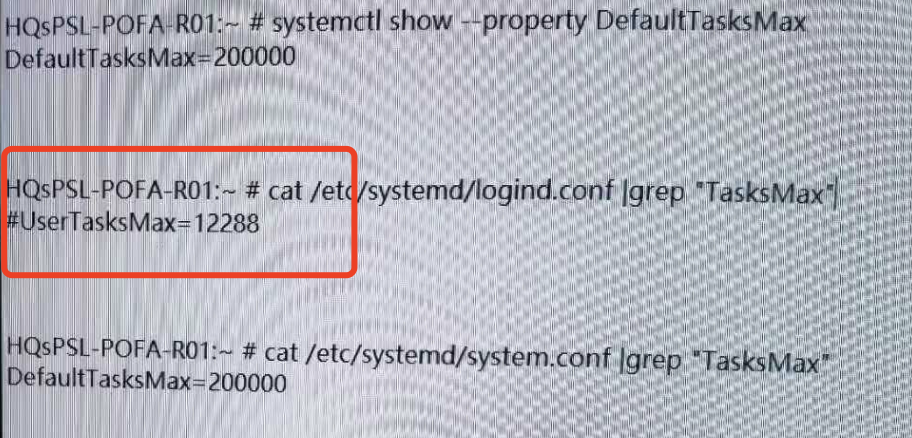 HQsPSL-POFA-R01:~ # systemctl show --property DefaultTasksMax
DefaultTasksMax=200000
HQsPSL-POFA-R01:~ # cat /etc/systemd/logind.conf |grep "TasksMax"
#UserTasksMax=12288
HQsPSL-POFA-R01:~ # cat /etc/systemd/system.conf |grep "TasksMax"
DefaultTasksMax=200000